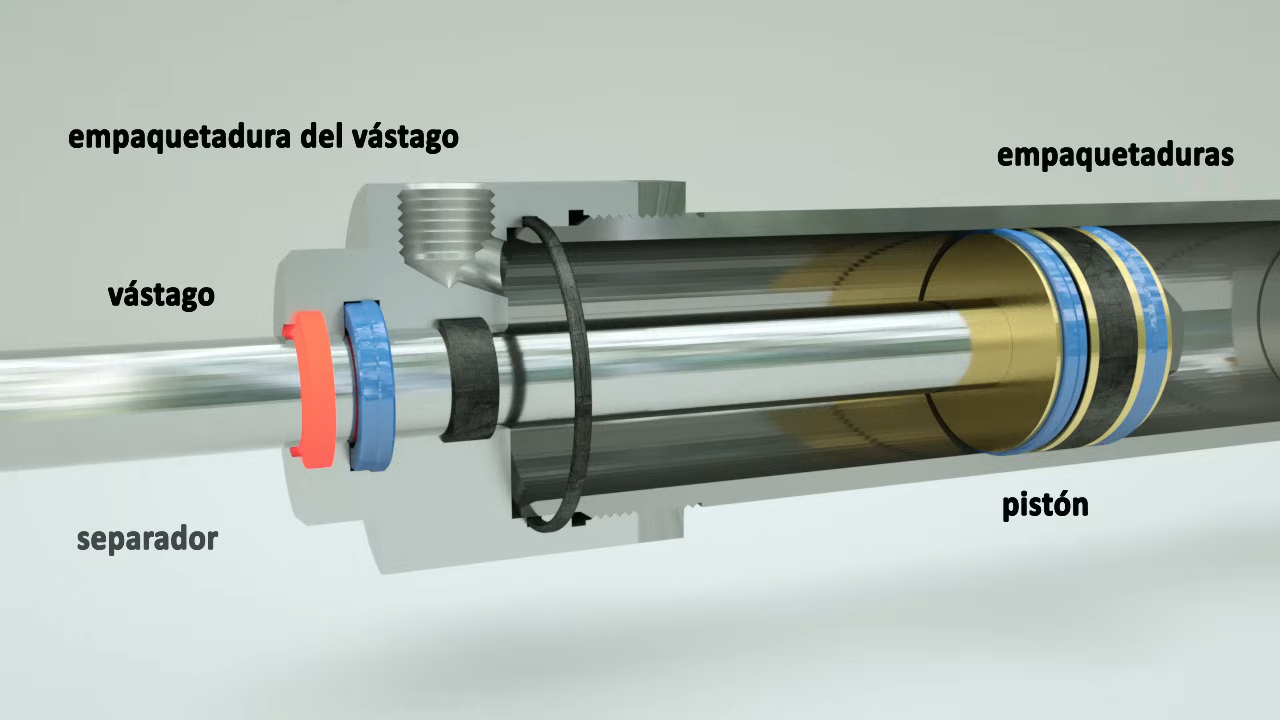 empaquetadura del vástago
empaquetaduras
vástago
pistón
separador